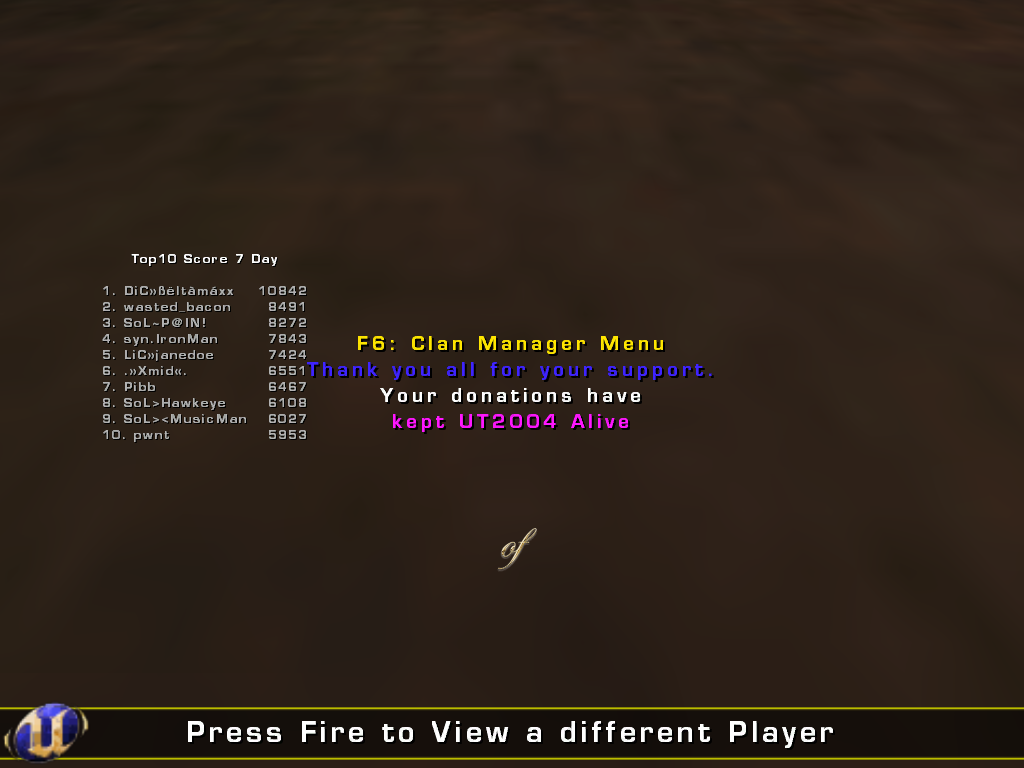 Top10 Score 7 Day
1. DiC»ßéltàmáxx 10842
2. wasted_bacon 8491
3. SoL~P@IN! 8272
4. syn.IronMan 7843
5. LiC»janedoe 7424
6. .»Xmid«. 6551
7. Pibb 6467
8. SoL>Hawkeye 6108
9. SoL><MusicMan 6027
10. pwnt 5953
F6: Clan Manager Menu
Thank you all for your support.
Your donations have
kept UT2004 Alive
of
Press Fire to View a different Player